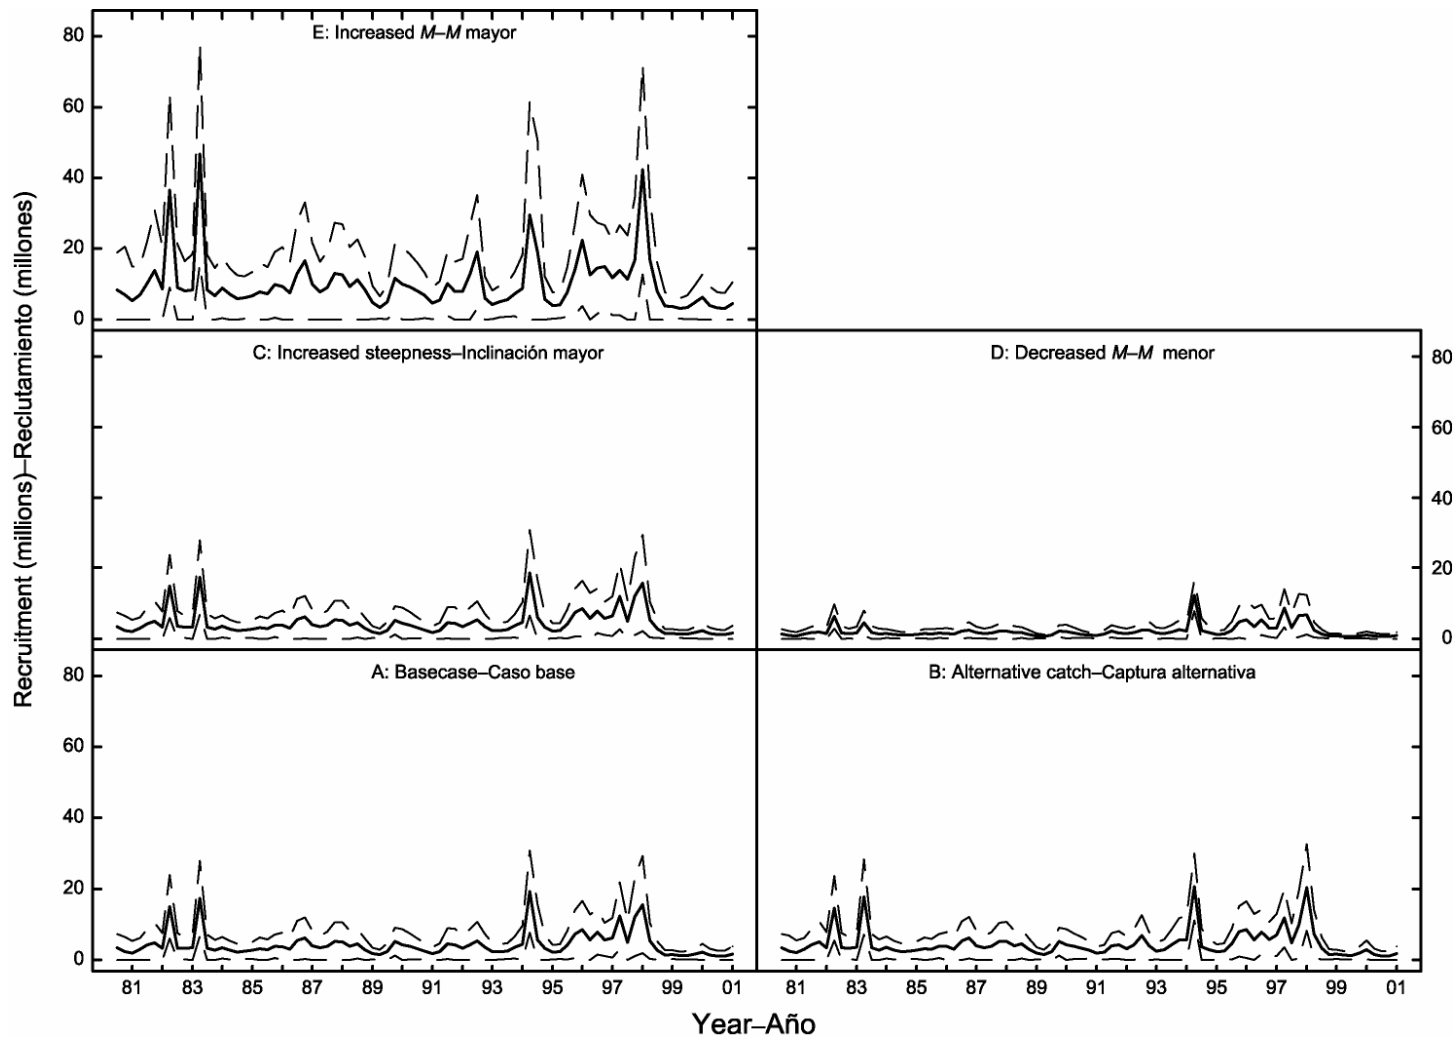 Recruitment (millions)–Reclutamiento (millones)
E: Increased M–M mayor
80
60
40
20
0
C: Increased steepness–Inclinación mayor
D: Decreased M–M menor
80
60
40
20
0
A: Basecase–Caso base
B: Alternative catch–Captura alternativa
80
60
40
20
0
81 83 85 87 89 91 93 95 97 99 01
81 83 85 87 89 91 93 95 97 99 01
Year–Año